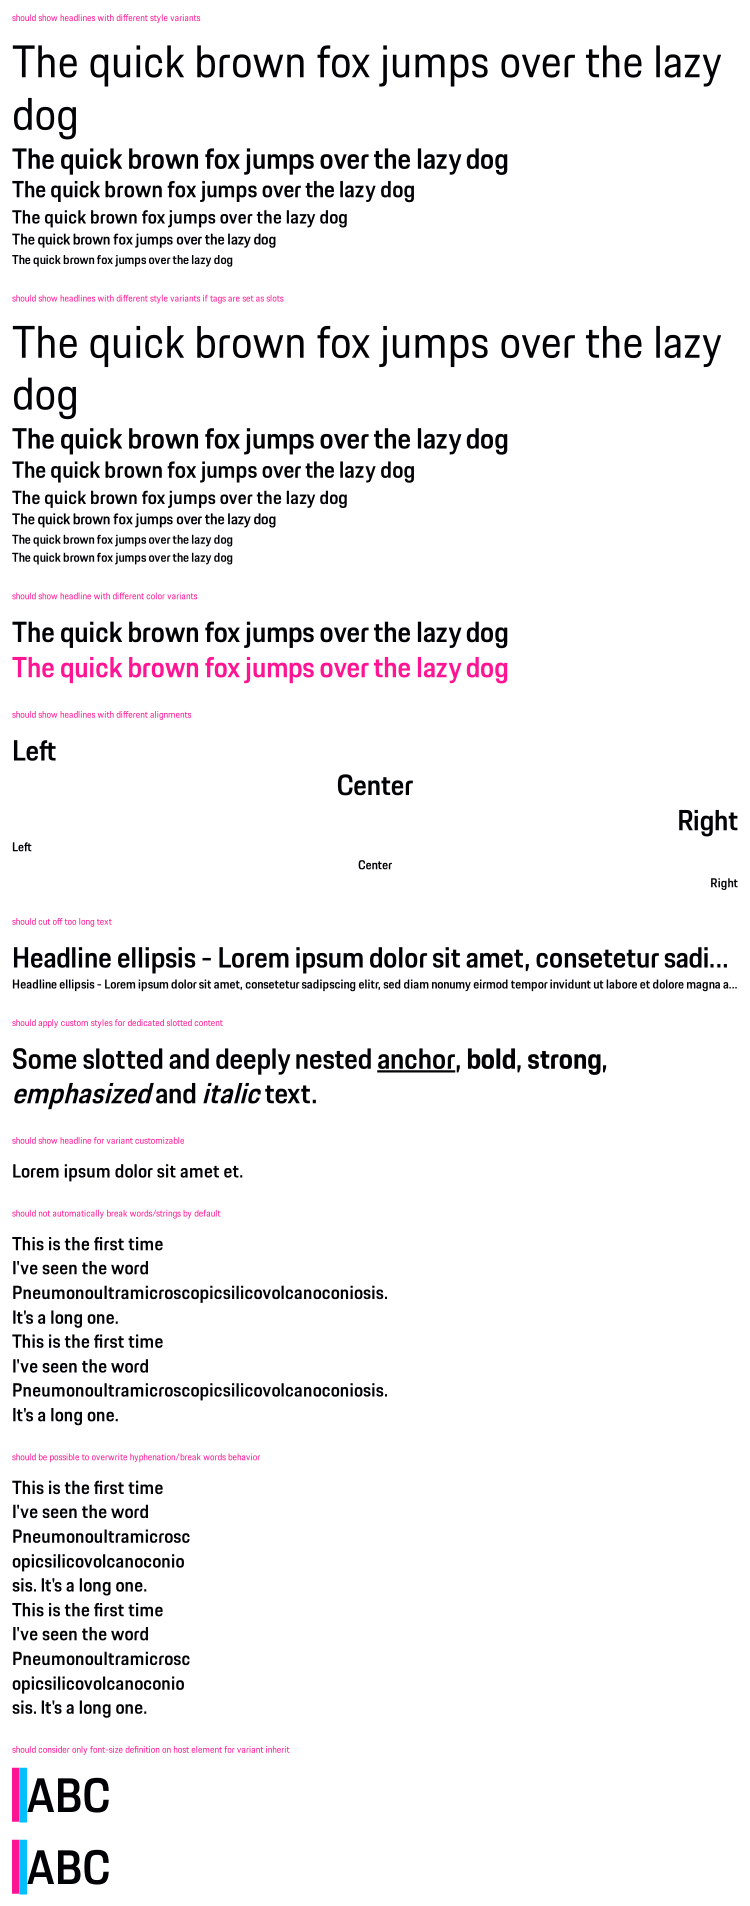 should show headlines with different style variants
The quick brown fox jumps over the lazy
dog
The quick brown fox jumps over the lazy dog
The quick brown fox jumps over the lazy dog
The quick brown fox jumps over the lazy dog
The quick brown fox jumps over the lazy dog
The quick brown fox jumps over the lazy dog
should show headlines with different style variants if tags are set as slots
The quick brown fox jumps over the lazy
dog
The quick brown fox jumps over the lazy dog
The quick brown fox jumps over the lazy dog
The quick brown fox jumps over the lazy dog
The quick brown fox jumps over the lazy dog
The quick brown fox jumps over the lazy dog
The quick brown fox jumps over the lazy dog
should show headline with different color variants
The quick brown fox jumps over the lazy dog
The quick brown fox jumps over the lazy dog
should show headlines with different alignments
Left
Center
Right
Left
Center
Right
should cut off too long text
Headline ellipsis - Lorem ipsum dolor sit amet, consetetur sadi...
Headline ellipsis - Lorem ipsum dolor sit amet, consetetur sadipscing elitr, sed diam nonumy eirmod tempor invidunt ut labore et dolore magna a...
should apply custom styles for dedicated slotted content
Some slotted and deeply nested anchor, bold, strong,
emphasized and italic text.
should show headline for variant customizable
Lorem ipsum dolor sit amet et.
should not automatically break words/strings by default
This is the first time
I've seen the word
Pneumonoultramicroscopicsilicovolcanoconiosis.
It's a long one.
This is the first time
I've seen the word
Pneumonoultramicroscopicsilicovolcanoconiosis.
It's a long one.
should be possible to overwrite hyphenation/break words behavior
This is the first time
I've seen the word
Pneumonoultramicrosc
opicsilicovolcanoconio
sis. It's a long one.
This is the first time
I've seen the word
Pneumonoultramicrosc
opicsilicovolcanoconio
sis. It's a long one.
should consider only font-size definition on host element for variant inherit
ABC
ABC